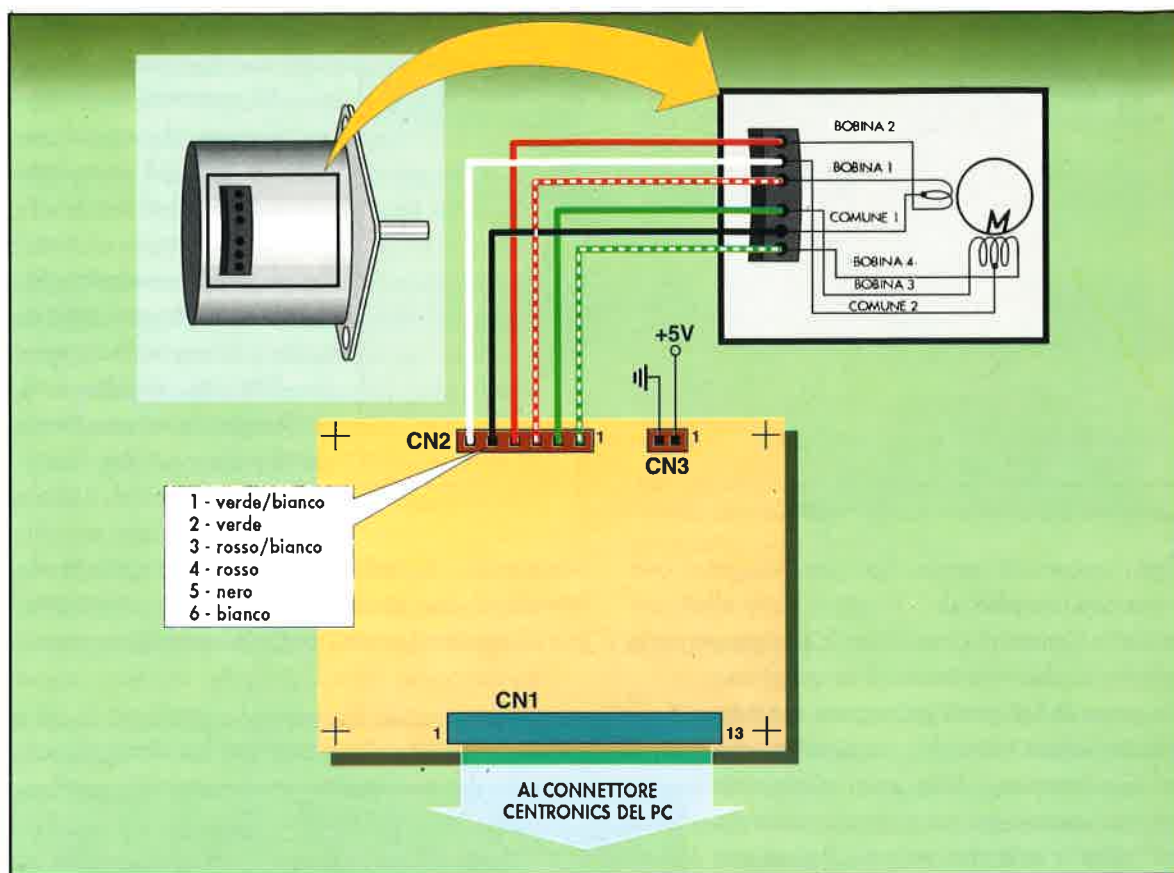 BOBINA 2
BOBINA 1
COMUNE 1
M
BOBINA 4
BOBINA 3
COMUNE 2
+5V
CN2
1
1
CN3
1 - verde/bianco
2 - verde
3 - rosso/bianco
4 - rosso
5 - nero
6 - bianco
CN1
1
13
AL CONNETTORE
CENTRONICS DEL PC